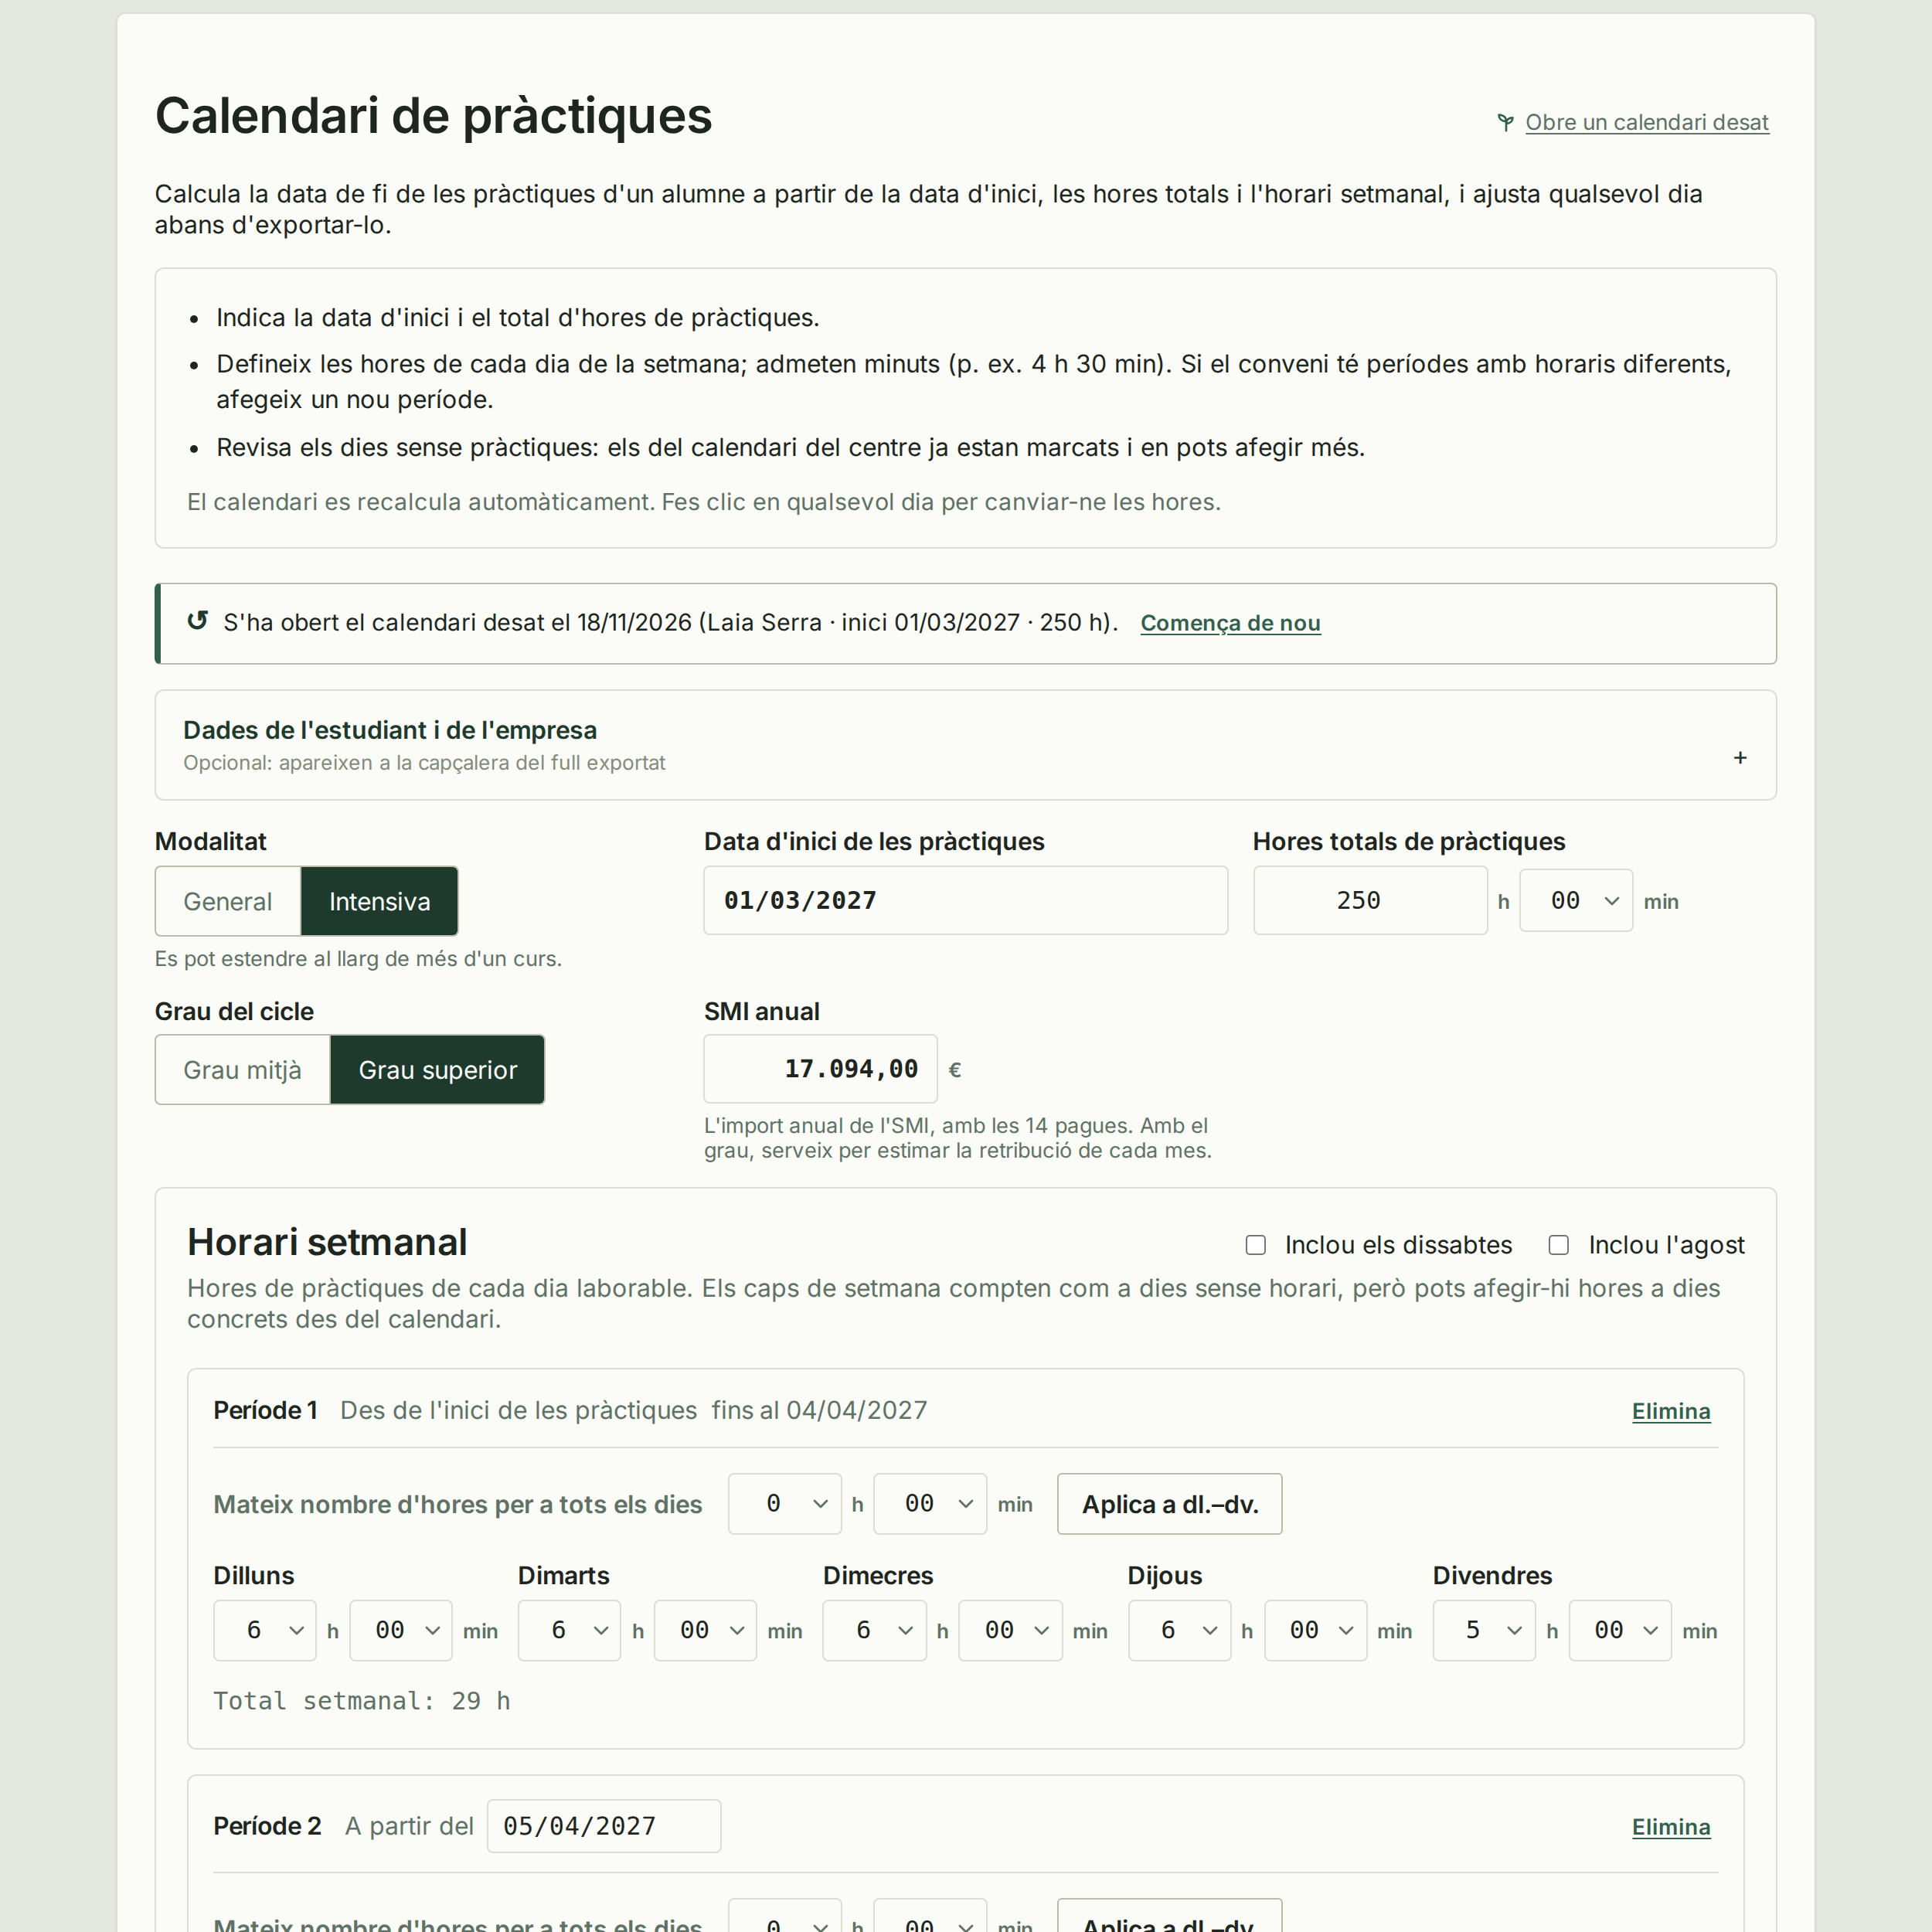 Calendari de pràctiques
Obre un calendari desat
Calcula la data de fi de les pràctiques d'un alumne a partir de la data d'inici, les hores totals i l'horari setmanal, i ajusta qualsevol dia
abans d'exportar-lo.
• Indica la data d'inici i el total d'hores de pràctiques.
• Defineix les hores de cada dia de la setmana; admeten minuts (p. ex. 4 h 30 min). Si el conveni té períodes amb horaris diferents,
afegeix un nou període.
• Revisa els dies sense pràctiques: els del calendari del centre ja estan marcats i en pots afegir més.
El calendari es recalcula automàticament. Fes clic en qualsevol dia per canviar-ne les hores.
↺ S'ha obert el calendari desat el 18/11/2026 (Laia Serra · inici 01/03/2027 · 250 h). Comença de nou
Dades de l'estudiant i de l'empresa
Opcional: apareixen a la capçalera del full exportat
+
Modalitat Data d'inici de les pràctiques Hores totals de pràctiques
General Intensiva 01/03/2027 250 h 00 min
Es pot estendre al llarg de més d'un curs.
Grau del cicle SMI anual
Grau mitjà Grau superior 17.094,00 €
L'import anual de l'SMI, amb les 14 pagues. Amb el
grau, serveix per estimar la retribució de cada mes.
Horari setmanal Inclou els dissabtes Inclou l'agost
Hores de pràctiques de cada dia laborable. Els caps de setmana compten com a dies sense horari, però pots afegir-hi hores a dies
concrets des del calendari.
Període 1 Des de l'inici de les pràctiques fins al 04/04/2027 Elimina
Mateix nombre d'hores per a tots els dies 0 h 00 min Aplica a dl.–dv.
Dilluns Dimarts Dimecres Dijous Divendres
6 h 00 min 6 h 00 min 6 h 00 min 6 h 00 min 5 h 00 min
Total setmanal: 29 h
Període 2 A partir del 05/04/2027 Elimina
Mateix nombre d'hores per a tots els dies 0 h 00 min Aplica a dl.–dv.